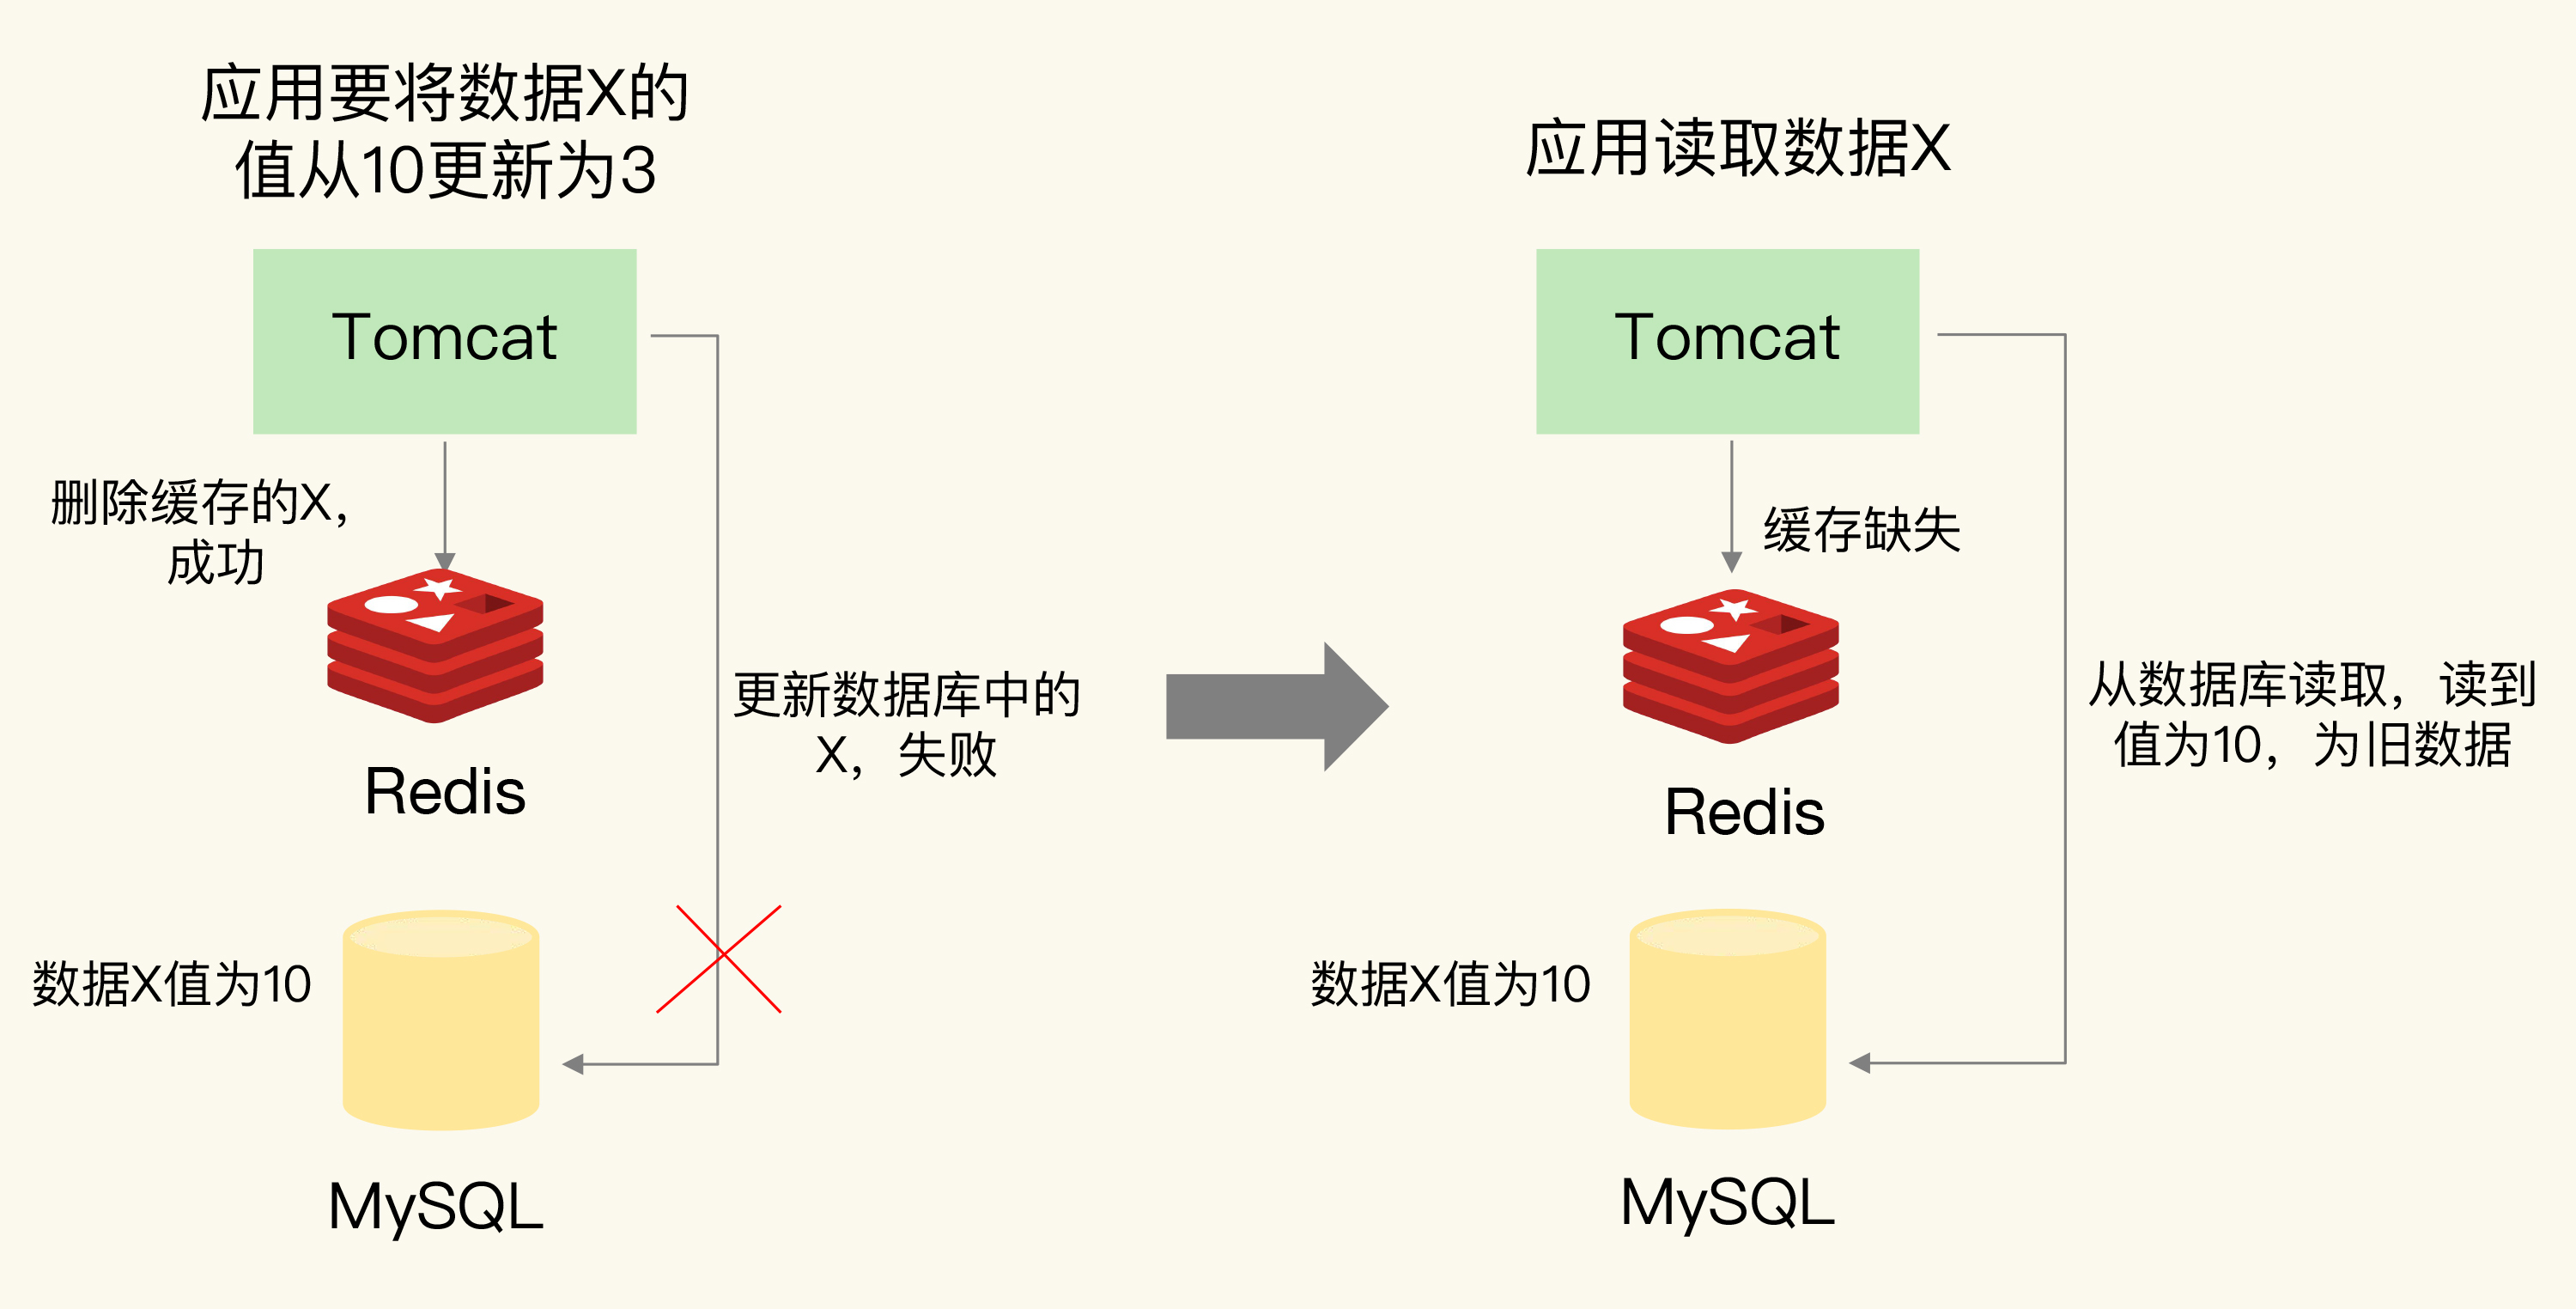 应用要将数据X的
值从10更新为3
Tomcat
删除缓存的X，
成功
Redis
更新数据库中的
X，失败
数据X值为10
MySQL
应用读取数据X
Tomcat
缓存缺失
Redis
从数据库读取，读到
值为10，为旧数据
数据X值为10
MySQL